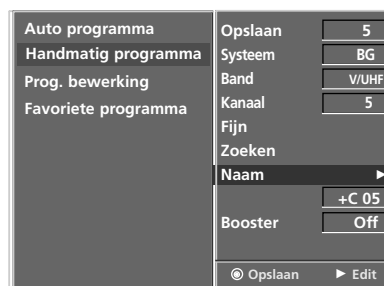 Auto programma
Handmatig programma
Prog. bewerking
Favoriete programma
Opslaan 5
Systeem BG
Band V/UHF
Kanaal 5
Fijn
Zoeken
Naam ►
+C 05
Booster Off
◉ Opslaan ► Edit